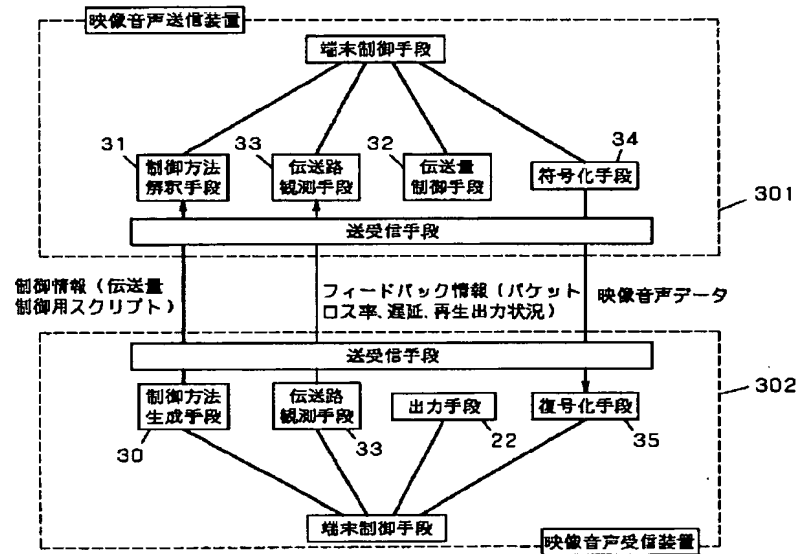 映像音声送信装置
端末制御手段
31
33
32
34
制御方法
解釈手段
伝送路
観測手段
伝送量
制御手段
符号化手段
301
送受信手段
制御情報(伝送量
制御用スクリプト)
フィードバック情報(パケット
ロス率、遅延、再生出力状況)
映像音声データ
送受信手段
302
制御方法
生成手段
伝送路
観測手段
出力手段
復号化手段
30
33
22
35
端末制御手段
映像音声受信装置